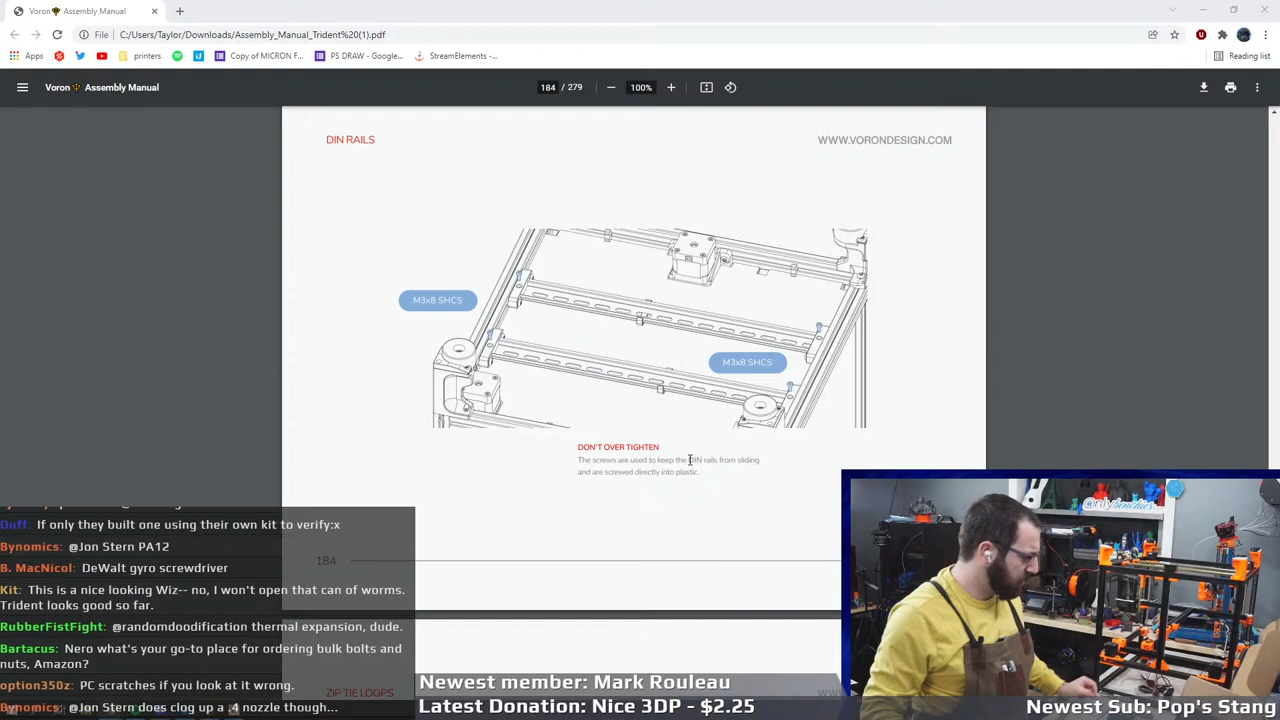 Voron Assembly Manual
File
C:/Users/Taylor/Downloads/Assembly_Manual_Trident%20(1).pdf
Apps
printers
Copy of MICRON F...
PS DRAW - Google...
StreamElements -...
Reading list
Voron Assembly Manual
184 / 279
100%
DIN RAILS
WWW.VORONDESIGN.COM
M3x8 SHCS
M3x8 SHCS
DON'T OVER TIGHTEN
The screws are used to keep the DIN rails from sliding
and are screwed directly into plastic.
184
ZIP TIE LOOPS
Duff: If only they built one using their own kit to verify:x
Bynomics: @Jon Stern PA12
B. MacNicol: DeWalt gyro screwdriver
Kit: This is a nice looking Wiz-- no, I won't open that can of worms.
Trident looks good so far.
RubberFistFight: @randomdoodification thermal expansion, dude.
Bartacus: Nero what's your go-to place for ordering bulk bolts and
nuts, Amazon?
option350z: PC scratches if you look at it wrong.
Bynomics: @Jon Stern does clog up a .4 nozzle though...
@onlybenchies
Newest member: Mark Rouleau
Latest Donation: Nice 3DP - $2.25
Newest Sub: Pop's Stang